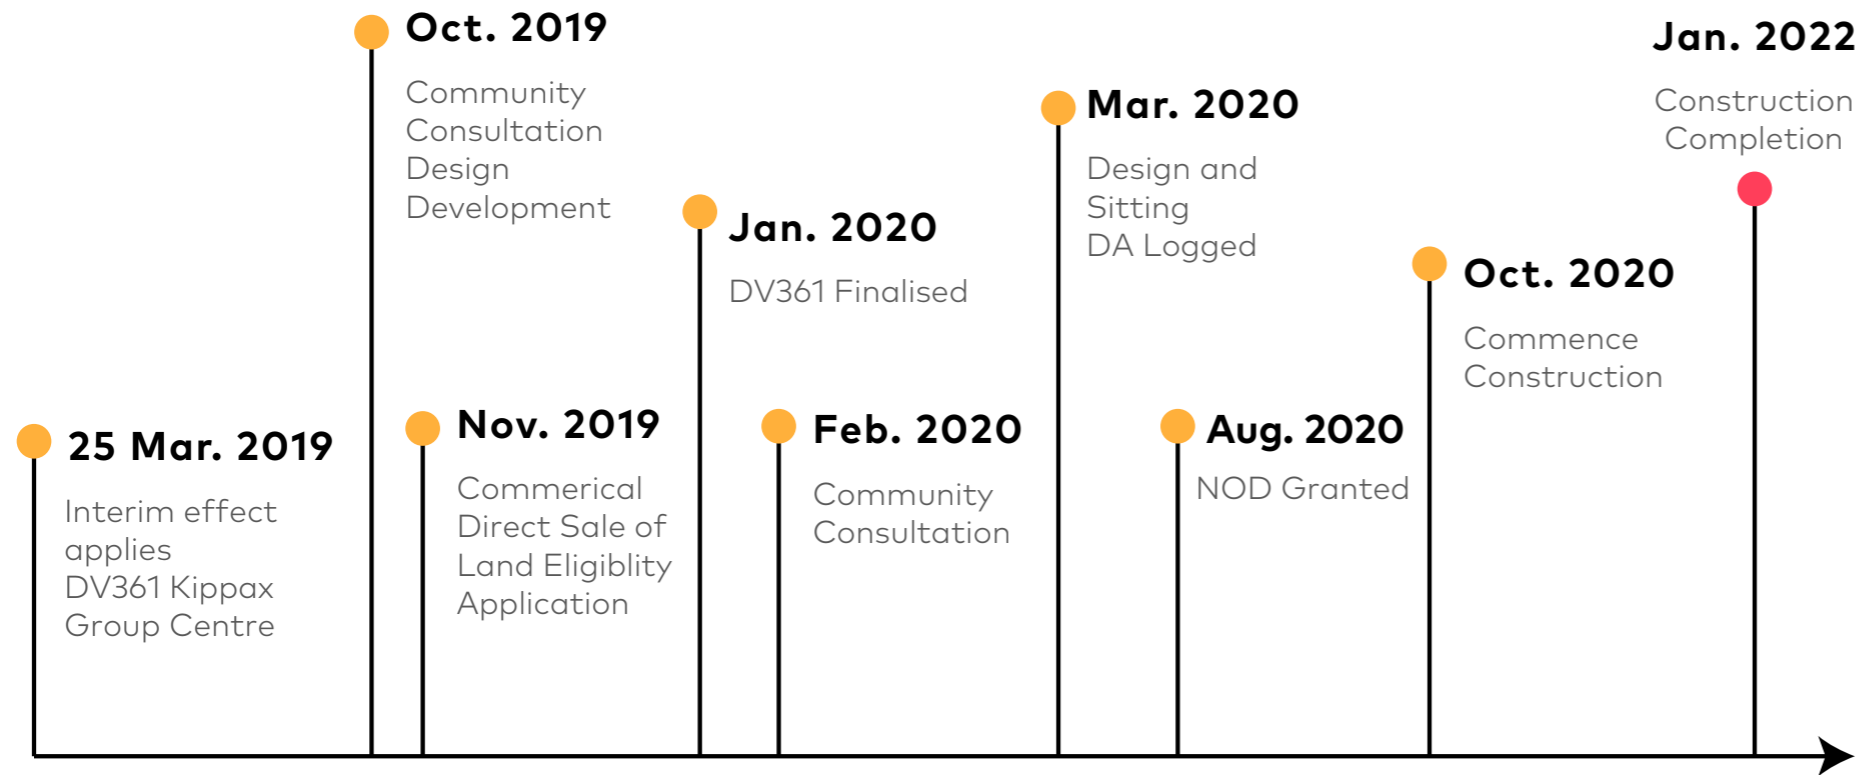 25 Mar. 2019
Interim effect
applies
DV361 Kippax
Group Centre
Oct. 2019
Community
Consultation
Design
Development
Nov. 2019
Commerical
Direct Sale of
Land Eligiblity
Application
Jan. 2020
DV361 Finalised
Feb. 2020
Community
Consultation
Mar. 2020
Design and
Sitting
DA Logged
Aug. 2020
NOD Granted
Oct. 2020
Commence
Construction
Jan. 2022
Construction
Completion